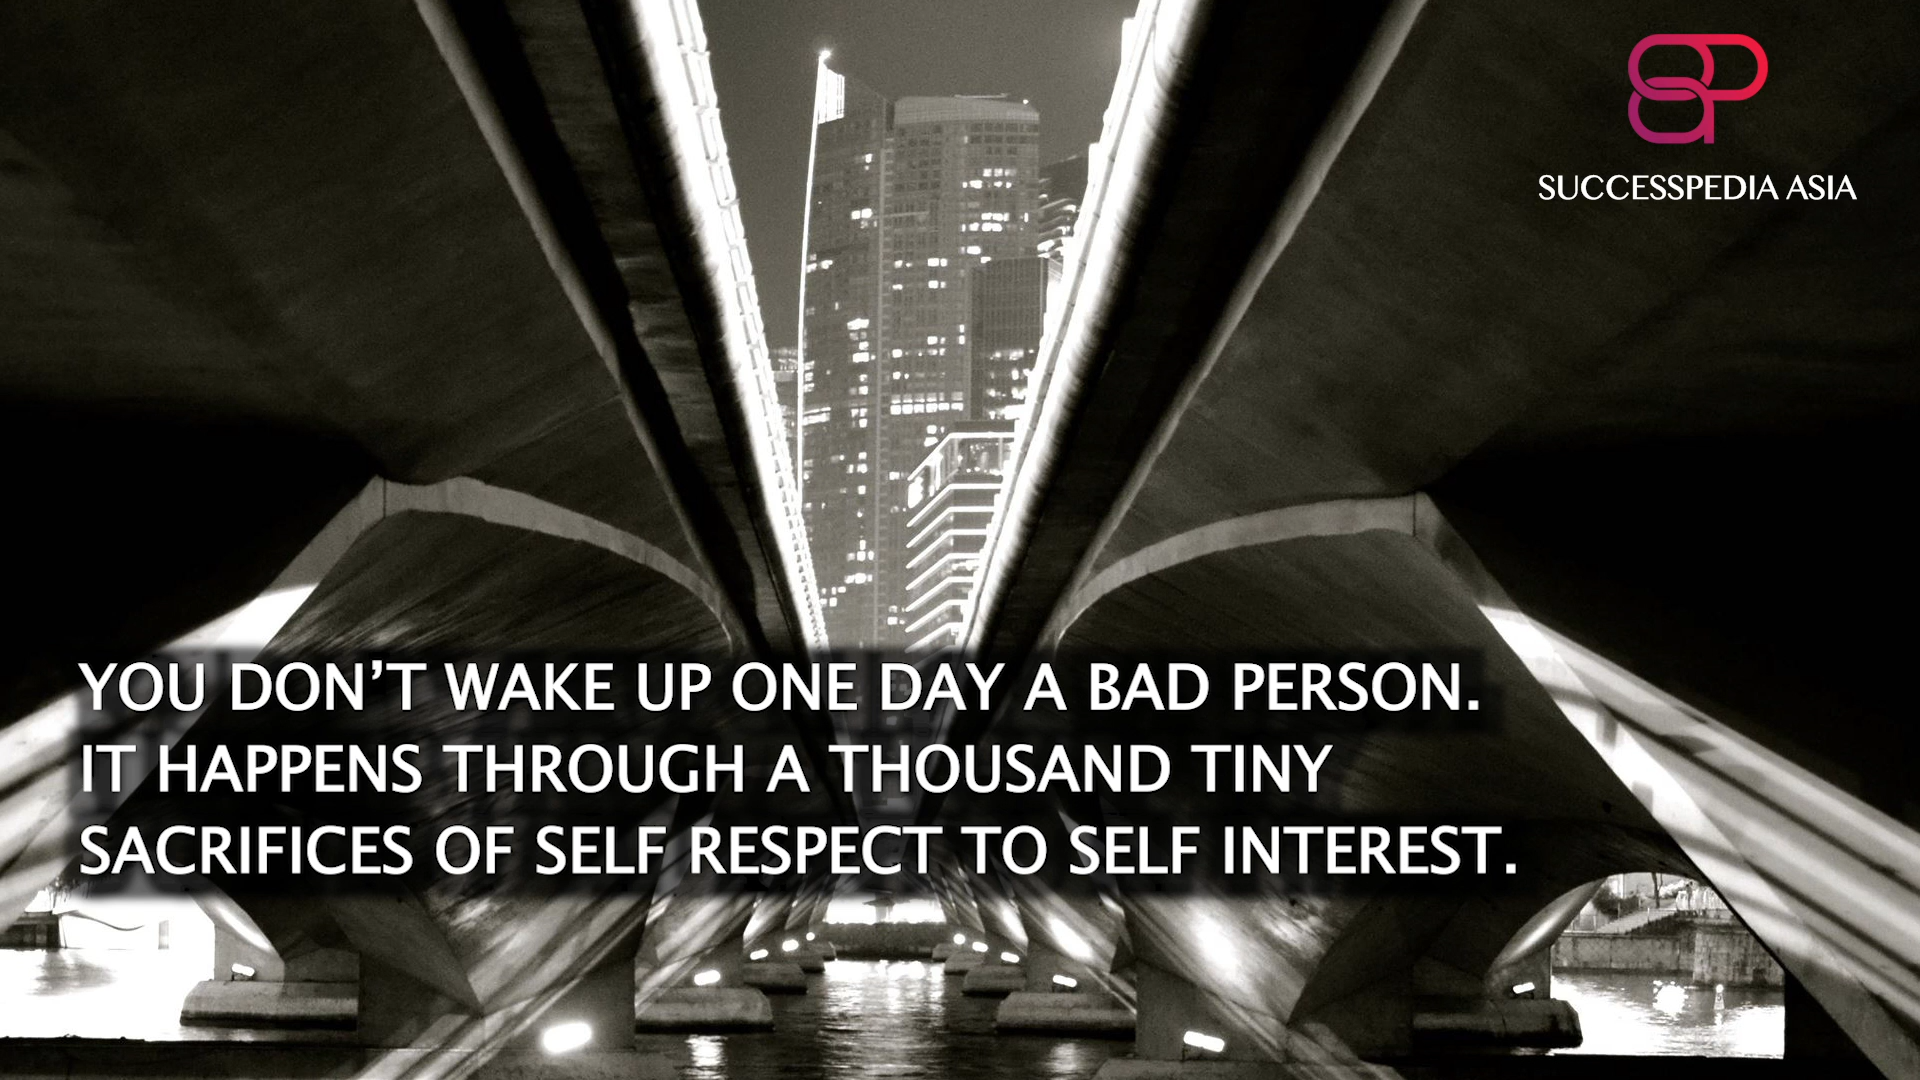 SUCCESSPEDIA ASIA
YOU DON’T WAKE UP ONE DAY A BAD PERSON.
IT HAPPENS THROUGH A THOUSAND TINY
SACRIFICES OF SELF RESPECT TO SELF INTEREST.